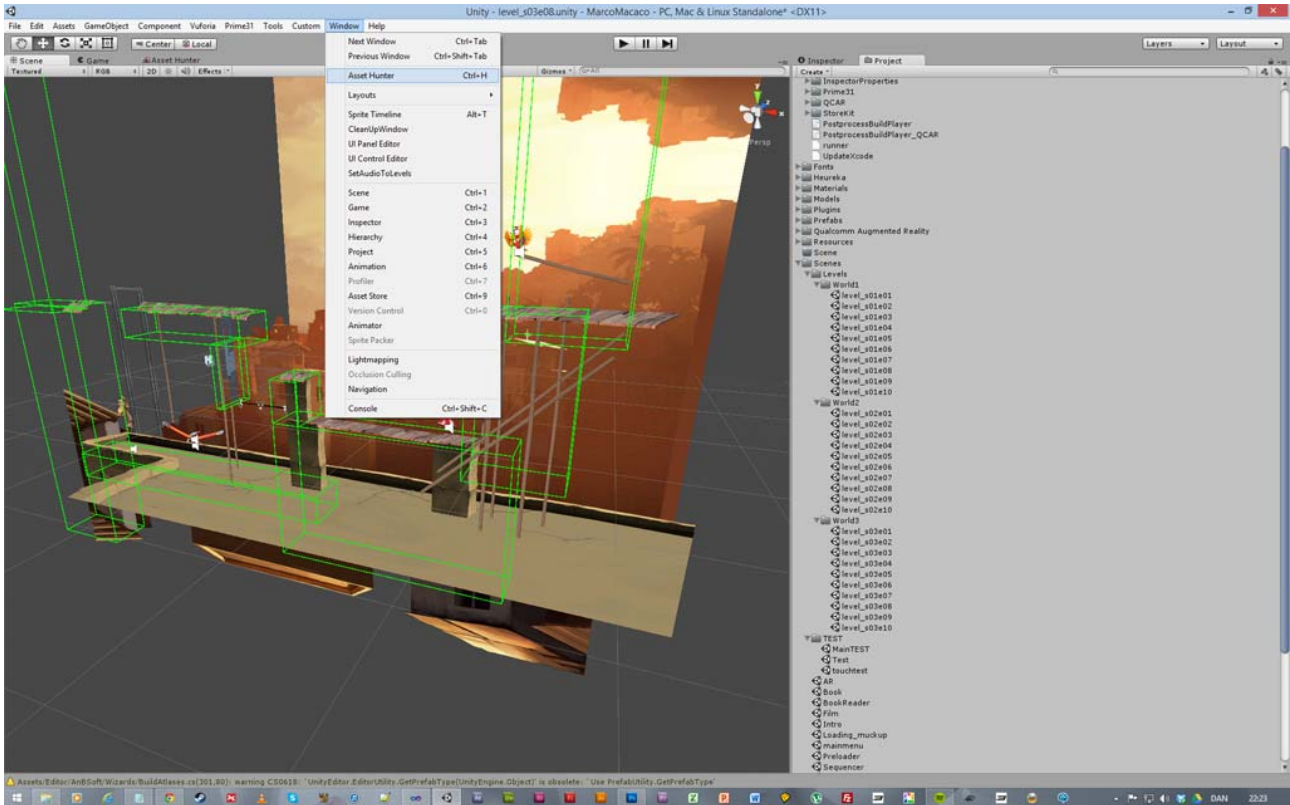 Unity - level_s03e08.unity - MarcoMacaco - PC, Mac & Linux Standalone* <DX11>
File Edit Assets GameObject Component Vuforia Prime31 Tools Custom Window Help
Center Local
Layers Layout
Scene Game Asset Hunter
Textured RGB 2D Effects Gizmos All
Next Window Ctrl+Tab
Previous Window Ctrl+Shift+Tab
Asset Hunter Ctrl+H
Layouts
Sprite Timeline Alt+T
CleanUpWindow
UI Panel Editor
UI Control Editor
SetAudioToLevels
Scene Ctrl+1
Game Ctrl+2
Inspector Ctrl+3
Hierarchy Ctrl+4
Project Ctrl+5
Animation Ctrl+6
Profiler Ctrl+7
Asset Store Ctrl+9
Version Control Ctrl+0
Animator
Sprite Packer
Lightmapping
Occlusion Culling
Navigation
Console Ctrl+Shift+C
y
z
x
Persp
Inspector Project
Create
InspectorProperties
Prime31
QCAR
StoreKit
PostprocessBuildPlayer
PostprocessBuildPlayer_QCAR
runner
UpdateXcode
Fonts
Heureka
Materials
Models
Plugins
Prefabs
Qualcomm Augmented Reality
Resources
Scene
Scenes
Levels
World1
level_s01e01
level_s01e02
level_s01e03
level_s01e04
level_s01e05
level_s01e06
level_s01e07
level_s01e08
level_s01e09
level_s01e10
World2
level_s02e01
level_s02e02
level_s02e03
level_s02e04
level_s02e05
level_s02e06
level_s02e07
level_s02e08
level_s02e09
level_s02e10
World3
level_s03e01
level_s03e02
level_s03e03
level_s03e04
level_s03e05
level_s03e06
level_s03e07
level_s03e08
level_s03e09
level_s03e10
TEST
MainTEST
Test
touchtest
AR
Book
BookReader
Film
Intro
Loading_muckup
mainmenu
Preloader
Sequencer
Assets/Editor/AnBSoft/Wizards/BuildAtlases.cs(301,80): warning CS0618: `UnityEditor.EditorUtility.GetPrefabType(UnityEngine.Object)' is obsolete: `Use PrefabUtility.GetPrefabType'
DAN 22:23